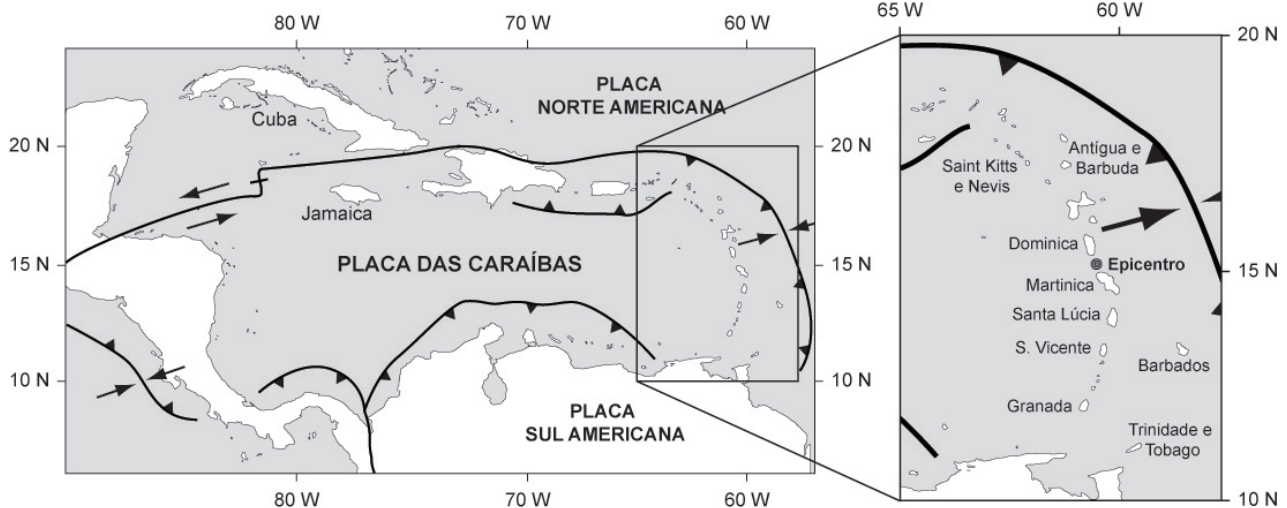 80 W
70 W
60 W
65 W
60 W
20 N
20 N
20 N
PLACA
NORTE AMERICANA
Cuba
Jamaica
PLACA DAS CARAÍBAS
15 N
15 N
10 N
10 N
PLACA
SUL AMERICANA
80 W
70 W
60 W
Saint Kitts
e Nevis
Antígua e
Barbuda
Dominica
Epicentro
15 N
Martinica
Santa Lúcia
S. Vicente
Barbados
Granada
Trinidade e
Tobago
10 N